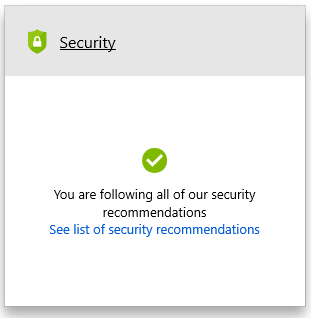 Security
You are following all of our security
recommendations
See list of security recommendations